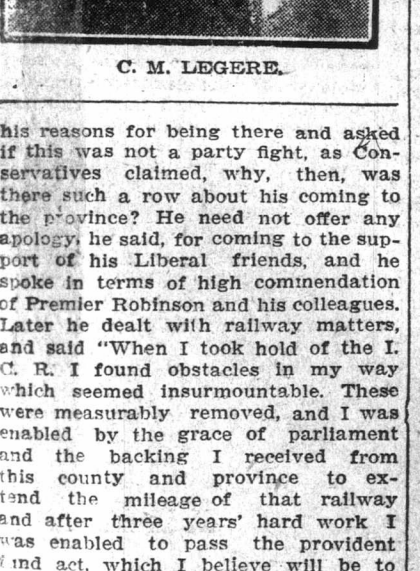 C. M. LEGERE.
his reasons for being there and asked
if this was not a party fight, as Con-
servatives claimed, why, then, was
there such a row about his coming to
the province? He need not offer any
apology, he said, for coming to the sup-
port of his Liberal friends, and he
spoke in terms of high commendation
of Premier Robinson and his colleagues.
Later he dealt with railway matters,
and said "When I took hold of the I.
C. R. I found obstacles in my way
which seemed insurmountable. These
were measurably removed, and I was
enabled by the grace of parliament
and the backing I received from
this county and province to ex-
tend the mileage of that railway
and after three years' hard work I
was enabled to pass the provident
fund act, which I believe will be to